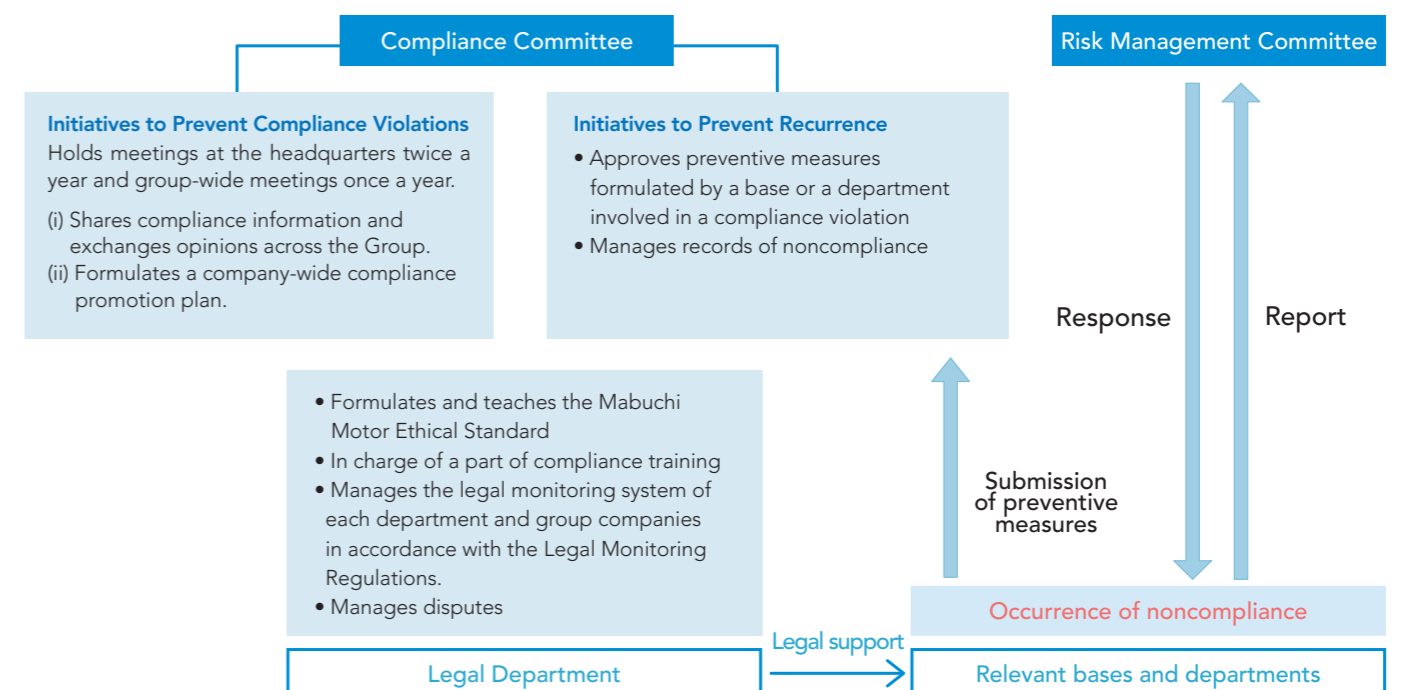 Compliance Committee
Risk Management Committee
Initiatives to Prevent Compliance Violations
Holds meetings at the headquarters twice a
year and group-wide meetings once a year.
(i) Shares compliance information and
exchanges opinions across the Group.
(ii) Formulates a company-wide compliance
promotion plan.
Initiatives to Prevent Recurrence
• Approves preventive measures
formulated by a base or a department
involved in a compliance violation
• Manages records of noncompliance
Response
Report
• Formulates and teaches the Mabuchi
Motor Ethical Standard
• In charge of a part of compliance training
• Manages the legal monitoring system of
each department and group companies
in accordance with the Legal Monitoring
Regulations.
• Manages disputes
Submission
of preventive
measures
Occurrence of noncompliance
Legal Department
Legal support
Relevant bases and departments